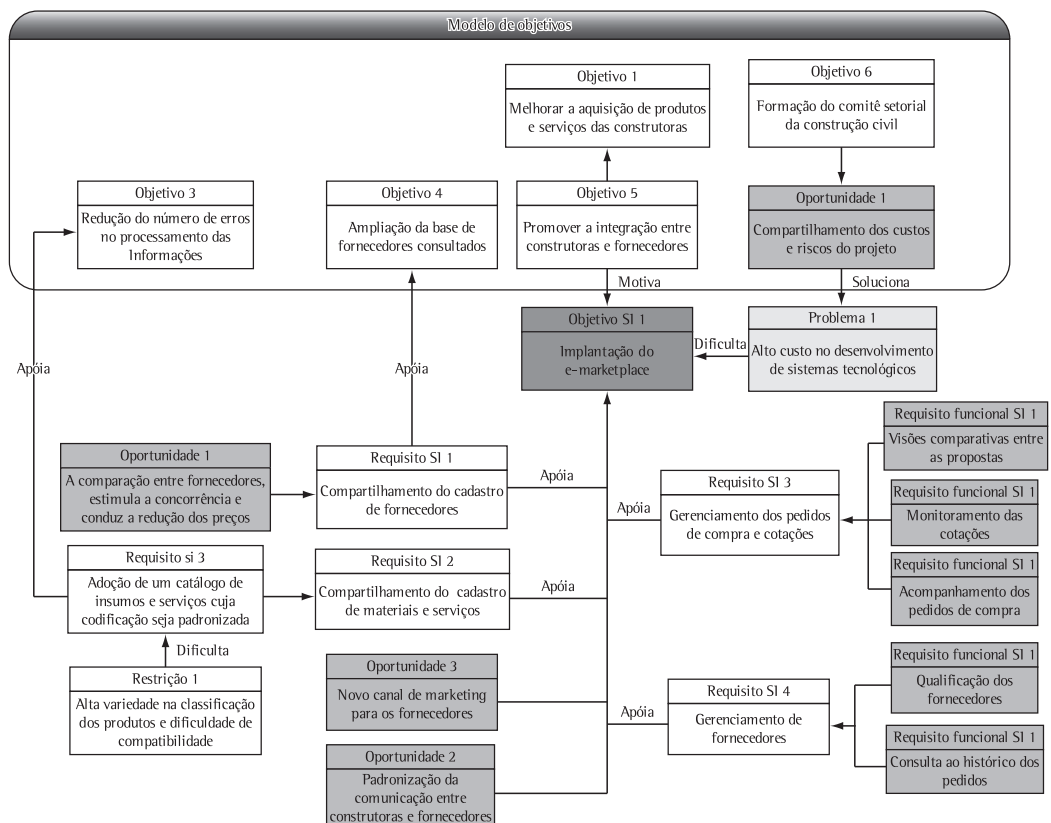 Modelo de objetivos
Objetivo 1
Melhorar a aquisição de produtos
e serviços das construtoras
Objetivo 6
Formação do comitê setorial
da construção civil
Objetivo 3
Redução do número de erros
no processamento das
Informações
Objetivo 4
Ampliação da base de
fornecedores consultados
Objetivo 5
Promover a integração entre
construtoras e fornecedores
Oportunidade 1
Compartilhamento dos custos
e riscos do projeto
Motiva
Soluciona
Objetivo SI 1
Implantação do
e-marketplace
Dificulta
Problema 1
Alto custo no desenvolvimento
de sistemas tecnológicos
Apóia
Apóia
Oportunidade 1
A comparação entre fornecedores,
estimula a concorrência e
conduz a redução dos preços
Requisito SI 1
Compartilhamento do cadastro
de fornecedores
Apóia
Apóia
Requisito SI 3
Gerenciamento dos pedidos
de compra e cotações
Requisito funcional SI 1
Visões comparativas entre
as propostas
Requisito funcional SI 1
Monitoramento das
cotações
Requisito funcional SI 1
Acompanhamento dos
pedidos de compra
Requisito si 3
Adoção de um catálogo de
insumos e serviços cuja
codificação seja padronizada
Requisito SI 2
Compartilhamento do cadastro
de materiais e serviços
Apóia
Dificulta
Restrição 1
Alta variedade na classificação
dos produtos e dificuldade de
compatibilidade
Oportunidade 3
Novo canal de marketing
para os fornecedores
Apóia
Requisito SI 4
Gerenciamento de
fornecedores
Requisito funcional SI 1
Qualificação dos
fornecedores
Requisito funcional SI 1
Consulta ao histórico dos
pedidos
Oportunidade 2
Padronização da
comunicação entre
construtoras e fornecedores